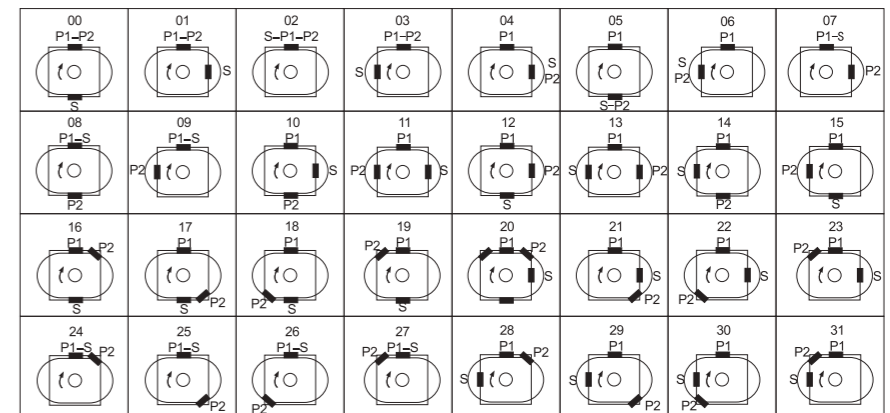 00
P1–P2
S
01
P1–P2
S
02
S–P1–P2
03
P1-P2
S
04
P1
S
P2
05
P1
S–P2
06
P1
S
P2
07
P1-S
P2
08
P1–S
P2
09
P1–S
P2
10
P1
S
P2
11
P1
P2 S
12
P1
P2
S
13
P1
S P2
14
P1
S
P2
15
P1
P2
S
16
P1
P2
S
17
P1
P2
S
18
P1
P2
S
19
P1
P2
S
20
P1
P2
S
21
P1
S
P2
22
P1
S
P2
23
P1
P2
S
24
P1–S
P2
25
P1–S
P2
26
P1–S
P2
27
P1–S
P2
28
P1
P2
S
29
P1
S
P2
30
P1
S
P2
31
P1
P2
S